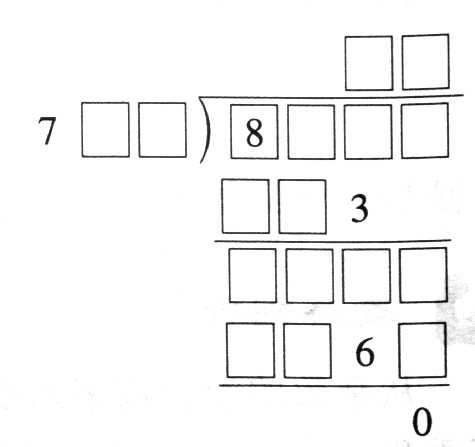 □ □
7 □ □ ) 8 □ □ □
□ □ 3
□ □ □ □
□ □ 6 □
0